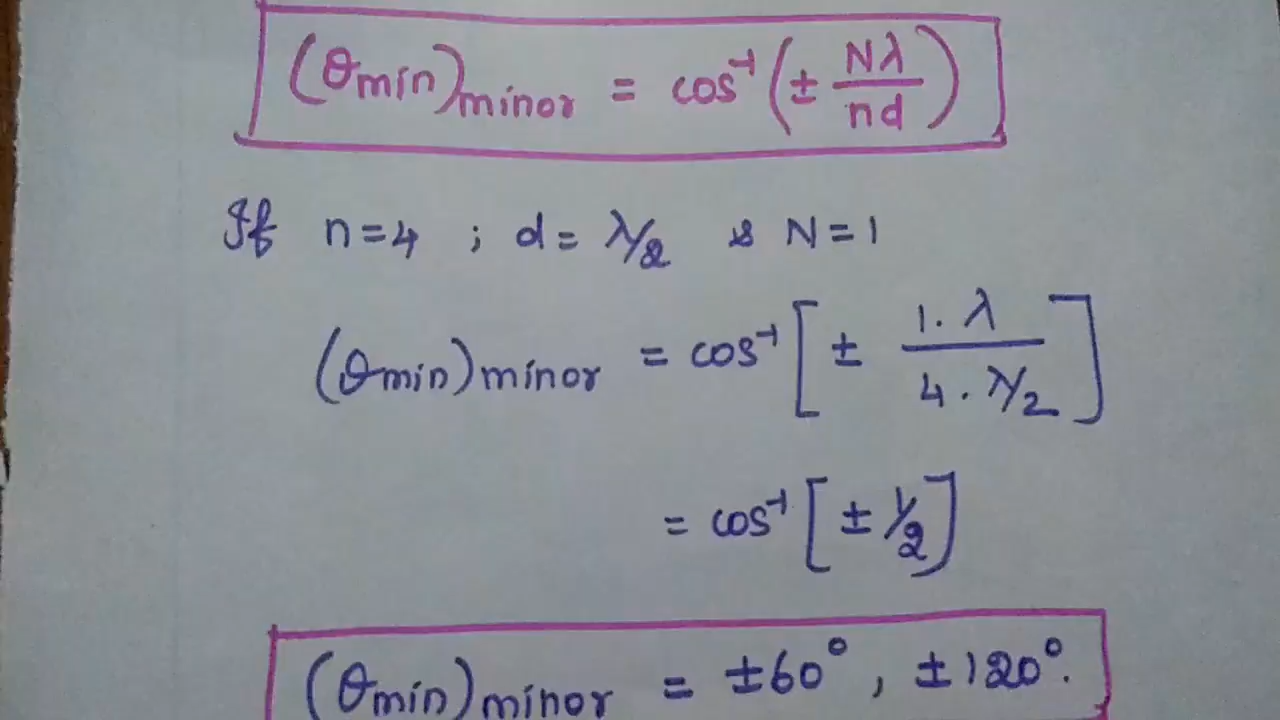 (θmin)minor = cos⁻¹(± Nλ/nd)
If n=4 ; d= λ/2 & N=1
(θmin)minor = cos⁻¹[± 1.λ/4.λ/2]
= cos⁻¹[± 1/2]
(θmin)minor = ±60°, ±120°.